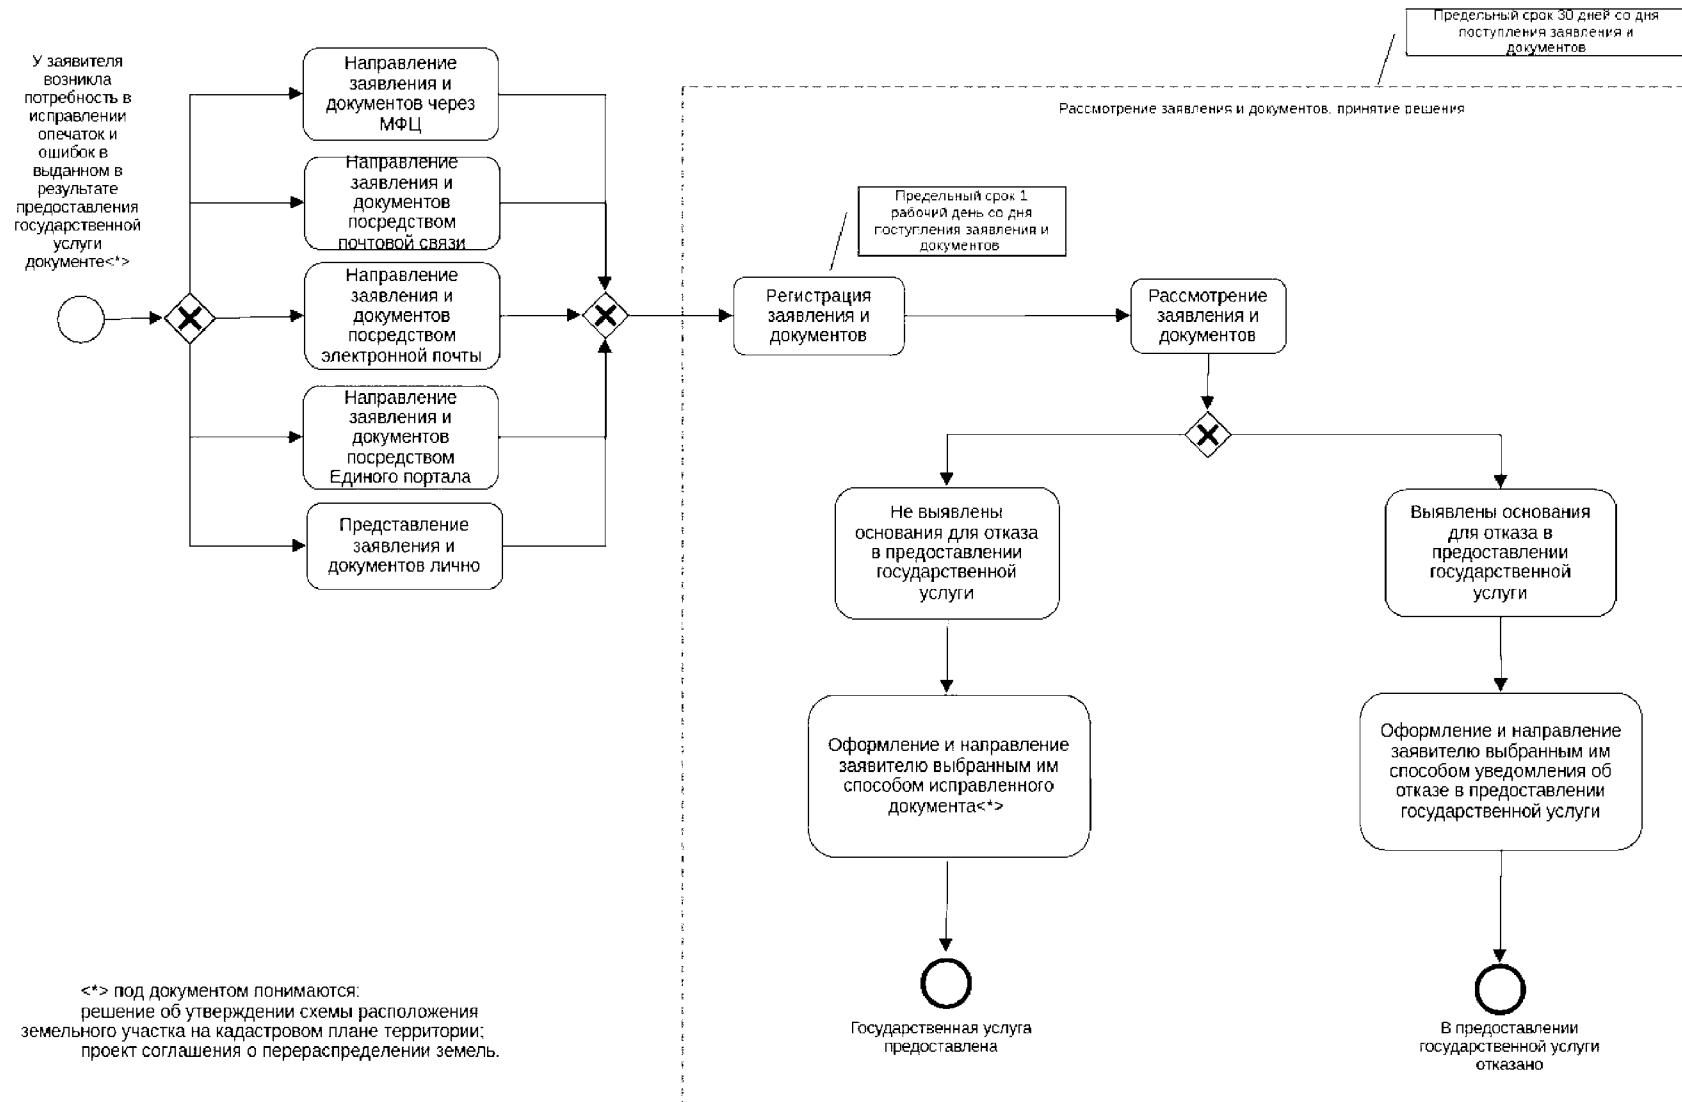 Предельный срок 30 дней со дня
поступления заявления и
документов
У заявителя
возникла
потребность в
исправлении
опечаток и
ошибок в
выданном в
результате
предоставления
государственной
услуги
документе<*>
Направление
заявления и
документов через
МФЦ
Направление
заявления и
документов
посредством
почтовой связи
Направление
заявления и
документов
посредством
электронной почты
Направление
заявления и
документов
посредством
Единого портала
Представление
заявления и
документов лично
Рассмотрение заявления и документов, принятие решения
Предельный срок 1
рабочий день со дня
поступления заявления и
документов
Регистрация
заявления и
документов
Рассмотрение
заявления и
документов
Не выявлены
основания для отказа
в предоставлении
государственной
услуги
Выявлены основания
для отказа в
предоставлении
государственной
услуги
Оформление и направление
заявителю выбранным им
способом исправленного
документа<*>
Оформление и направление
заявителю выбранным им
способом уведомления об
отказе в предоставлении
государственной услуги
Государственная услуга
предоставлена
В предоставлении
государственной услуги
отказано
<*> под документом понимаются:
решение об утверждении схемы расположения
земельного участка на кадастровом плане территории;
проект соглашения о перераспределении земель.